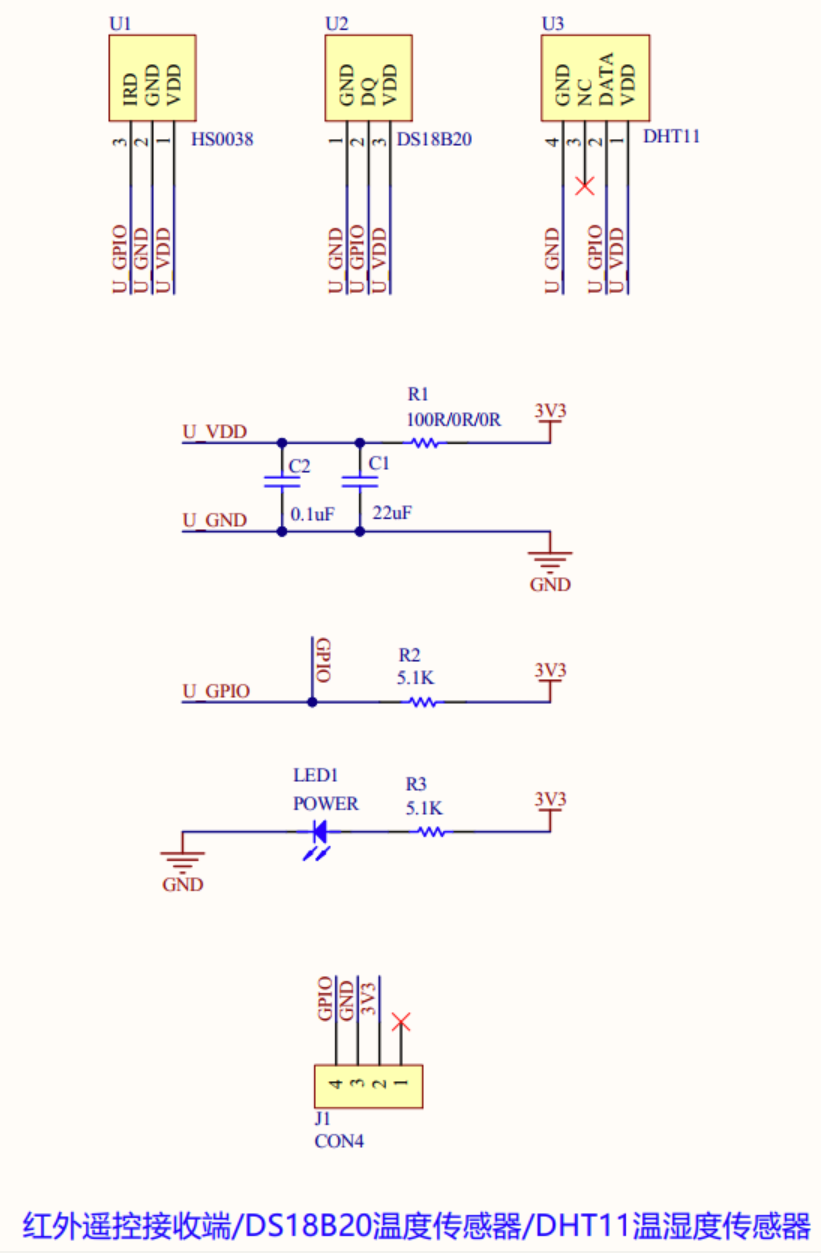 U1
IRD
GND
VDD
3
2
1
HS0038
U_GPIO
U_GND
U_VDD
U2
GND
DQ
VDD
1
2
3
DS18B20
U_GND
U_GPIO
U_VDD
U3
GND
NC
DATA
VDD
4
3
2
1
DHT11
U_GND
U_GPIO
U_VDD
R1
100R/0R/0R
3V3
U_VDD
C2
C1
0.1uF
22uF
U_GND
GND
GPIO
R2
5.1K
3V3
U_GPIO
LED1
POWER
R3
5.1K
3V3
GND
GPIO
GND
3V3
4
3
2
1
J1
CON4
红外遥控接收端/DS18B20温度传感器/DHT11温湿度传感器